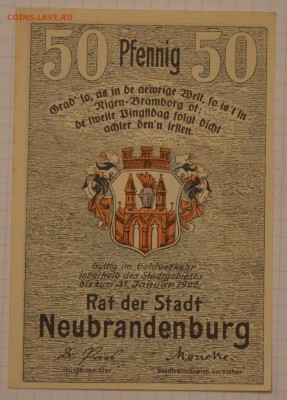 COINS.LAVE.RU
50 Pfennig 50
Grad' so, as in de aewrige Welt, so is't in
Nigen-Bramborg ok:
de tweite Pingstdag folgt dicht
achter den'n irsten.
Gültig im Geldverkehr
innerhalb des Stadtgebietes
bis zum 31. Januar 1922.
Rat der Stadt
Neubrandenburg
Bürgermeister Stadtverordneten Vorsteher